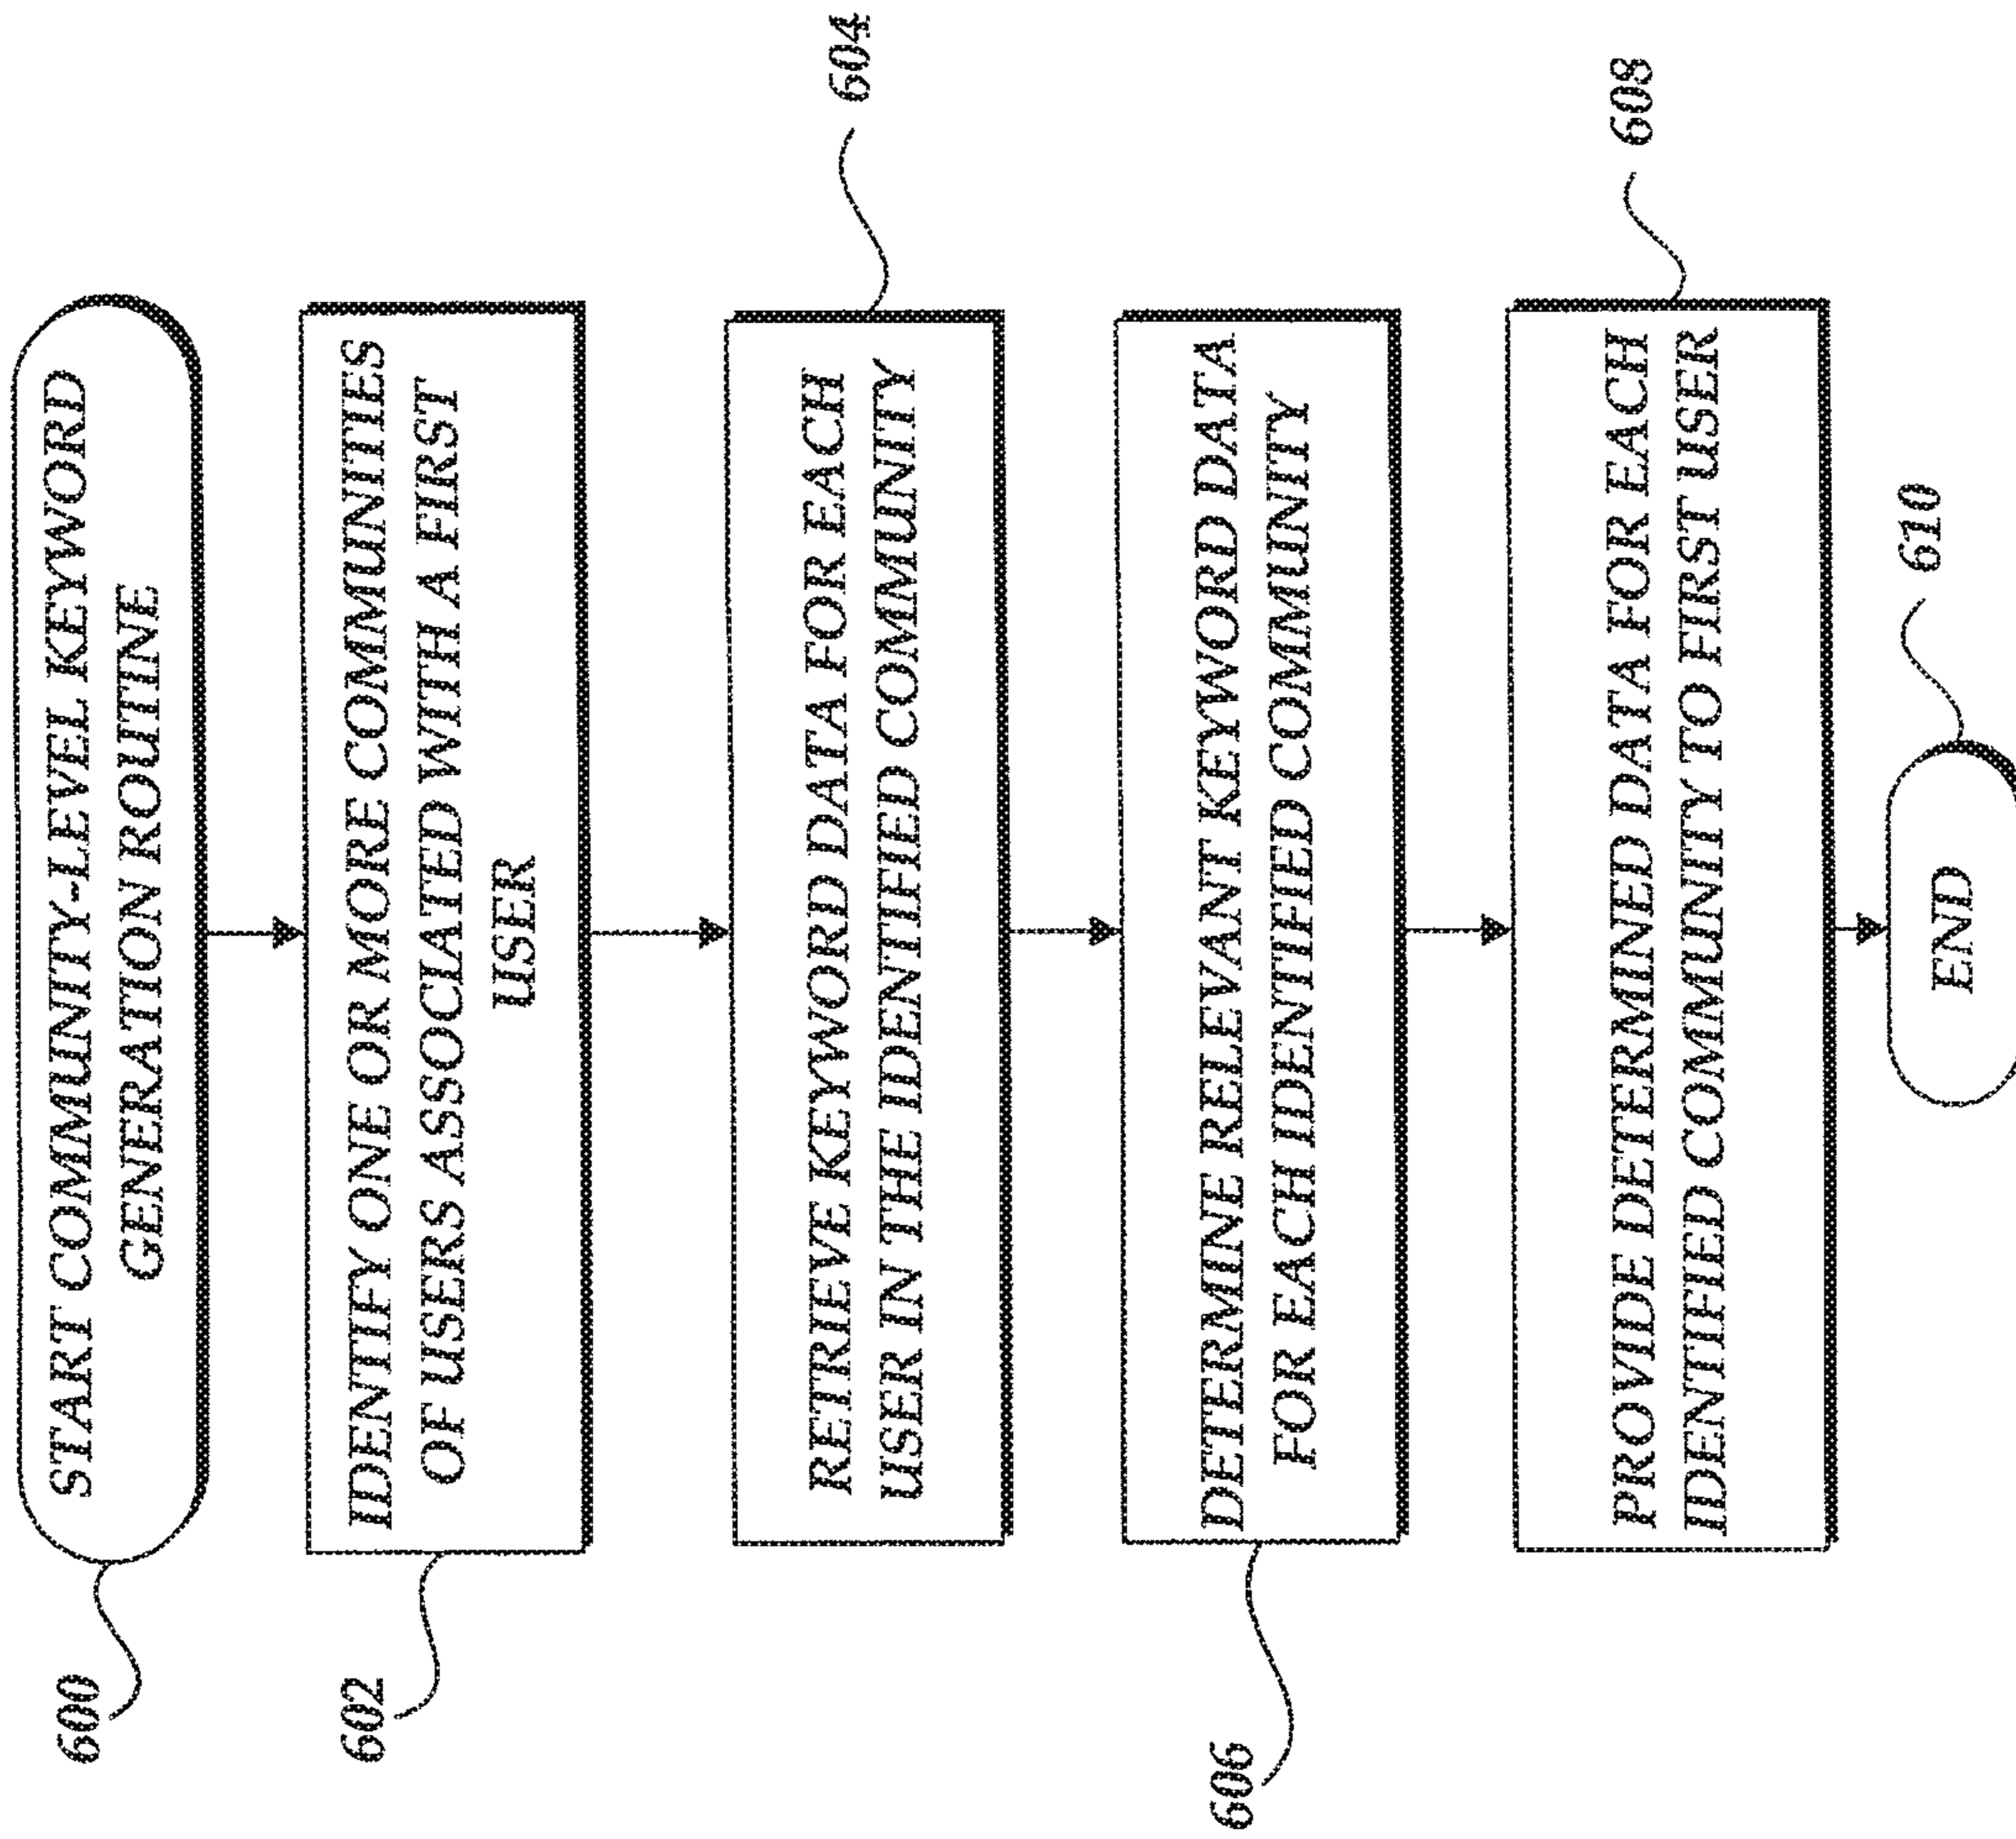 600
START COMMUNITY-LEVEL KEYWORD
GENERATION ROUTINE
602
IDENTIFY ONE OR MORE COMMUNITIES
OF USERS ASSOCIATED WITH A FIRST
USER
604
RETRIEVE KEYWORD DATA FOR EACH
USER IN THE IDENTIFIED COMMUNITY
606
DETERMINE RELEVANT KEYWORD DATA
FOR EACH IDENTIFIED COMMUNITY
608
PROVIDE DETERMINED DATA FOR EACH
IDENTIFIED COMMUNITY TO FIRST USER
610
END